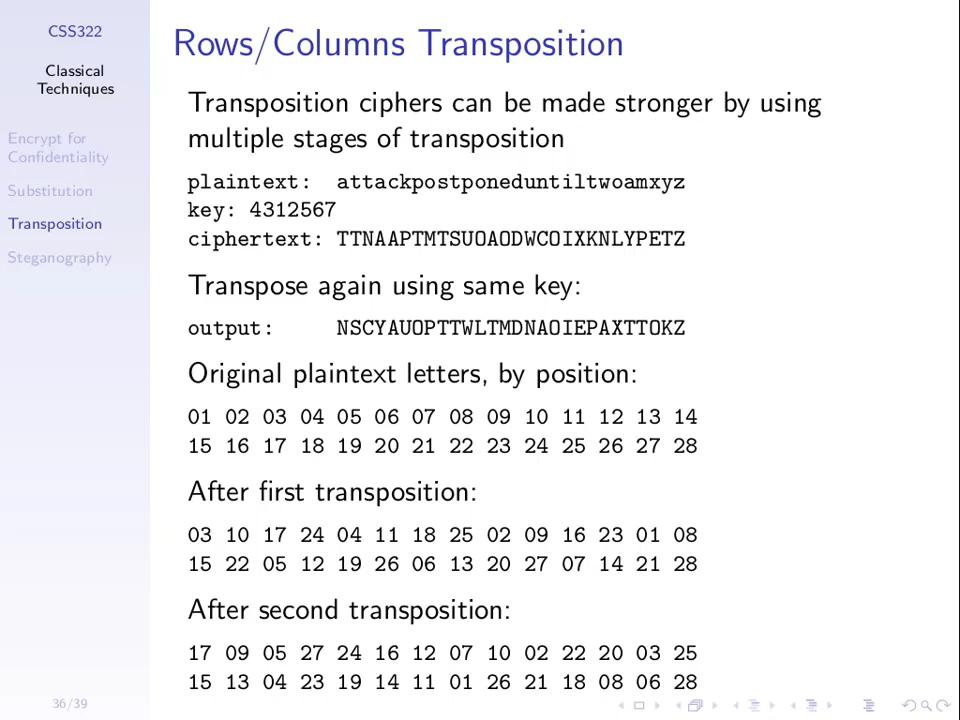 CSS322
Classical
Techniques
Encrypt for
Confidentiality
Substitution
Transposition
Steganography
36/39
Rows/Columns Transposition
Transposition ciphers can be made stronger by using
multiple stages of transposition
plaintext: attackpostponeduntiltwoamxyz
key: 4312567
ciphertext: TTNAAPTMTSUOAODWCOIXKNLYPETZ
Transpose again using same key:
output: NSCYAUOPTTWLTMDNAOIEPAXTTOKZ
Original plaintext letters, by position:
01 02 03 04 05 06 07 08 09 10 11 12 13 14
15 16 17 18 19 20 21 22 23 24 25 26 27 28
After first transposition:
03 10 17 24 04 11 18 25 02 09 16 23 01 08
15 22 05 12 19 26 06 13 20 27 07 14 21 28
After second transposition:
17 09 05 27 24 16 12 07 10 02 22 20 03 25
15 13 04 23 19 14 11 01 26 21 18 08 06 28